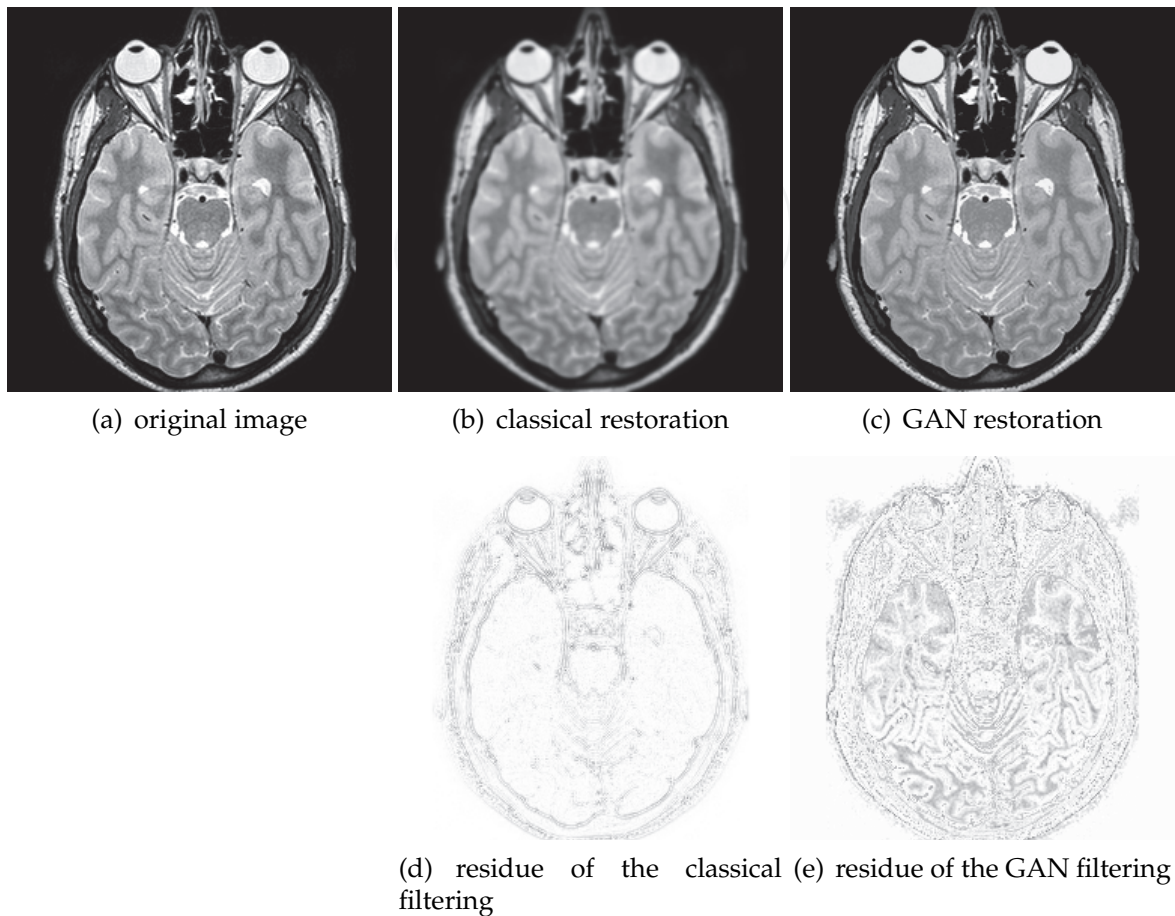 (a) original image
(b) classical restoration
(c) GAN restoration
(d) residue of the classical
filtering
(e) residue of the GAN filtering